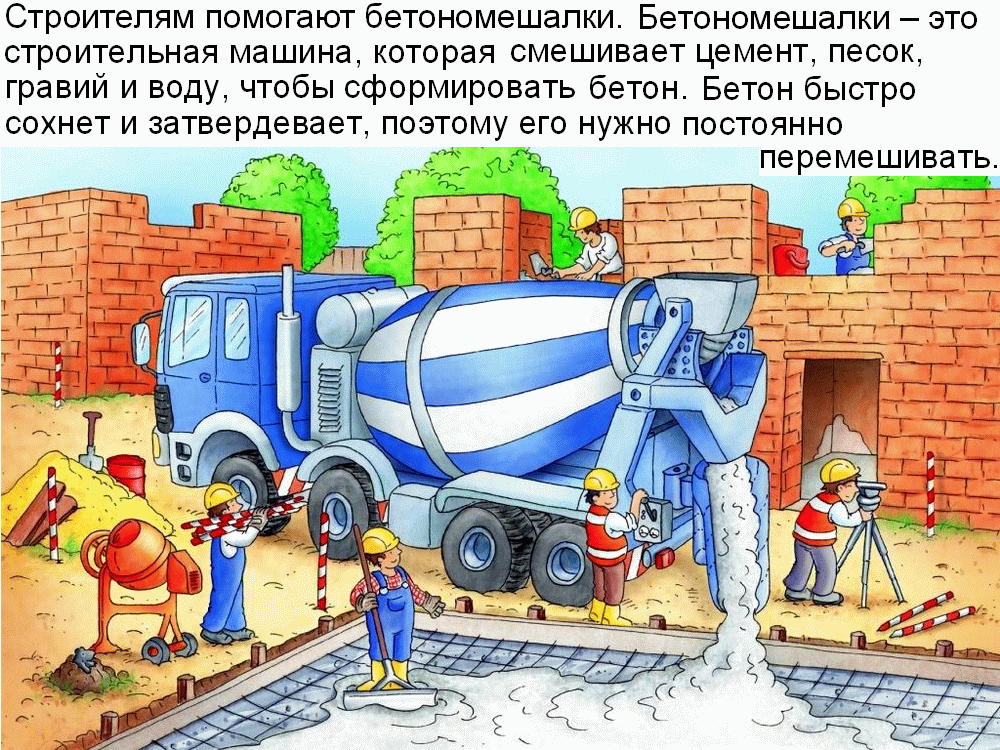 Строителям помогают бетономешалки. Бетономешалки – это
строительная машина, которая смешивает цемент, песок,
гравий и воду, чтобы сформировать бетон. Бетон быстро
сохнет и затвердевает, поэтому его нужно постоянно
перемешивать.